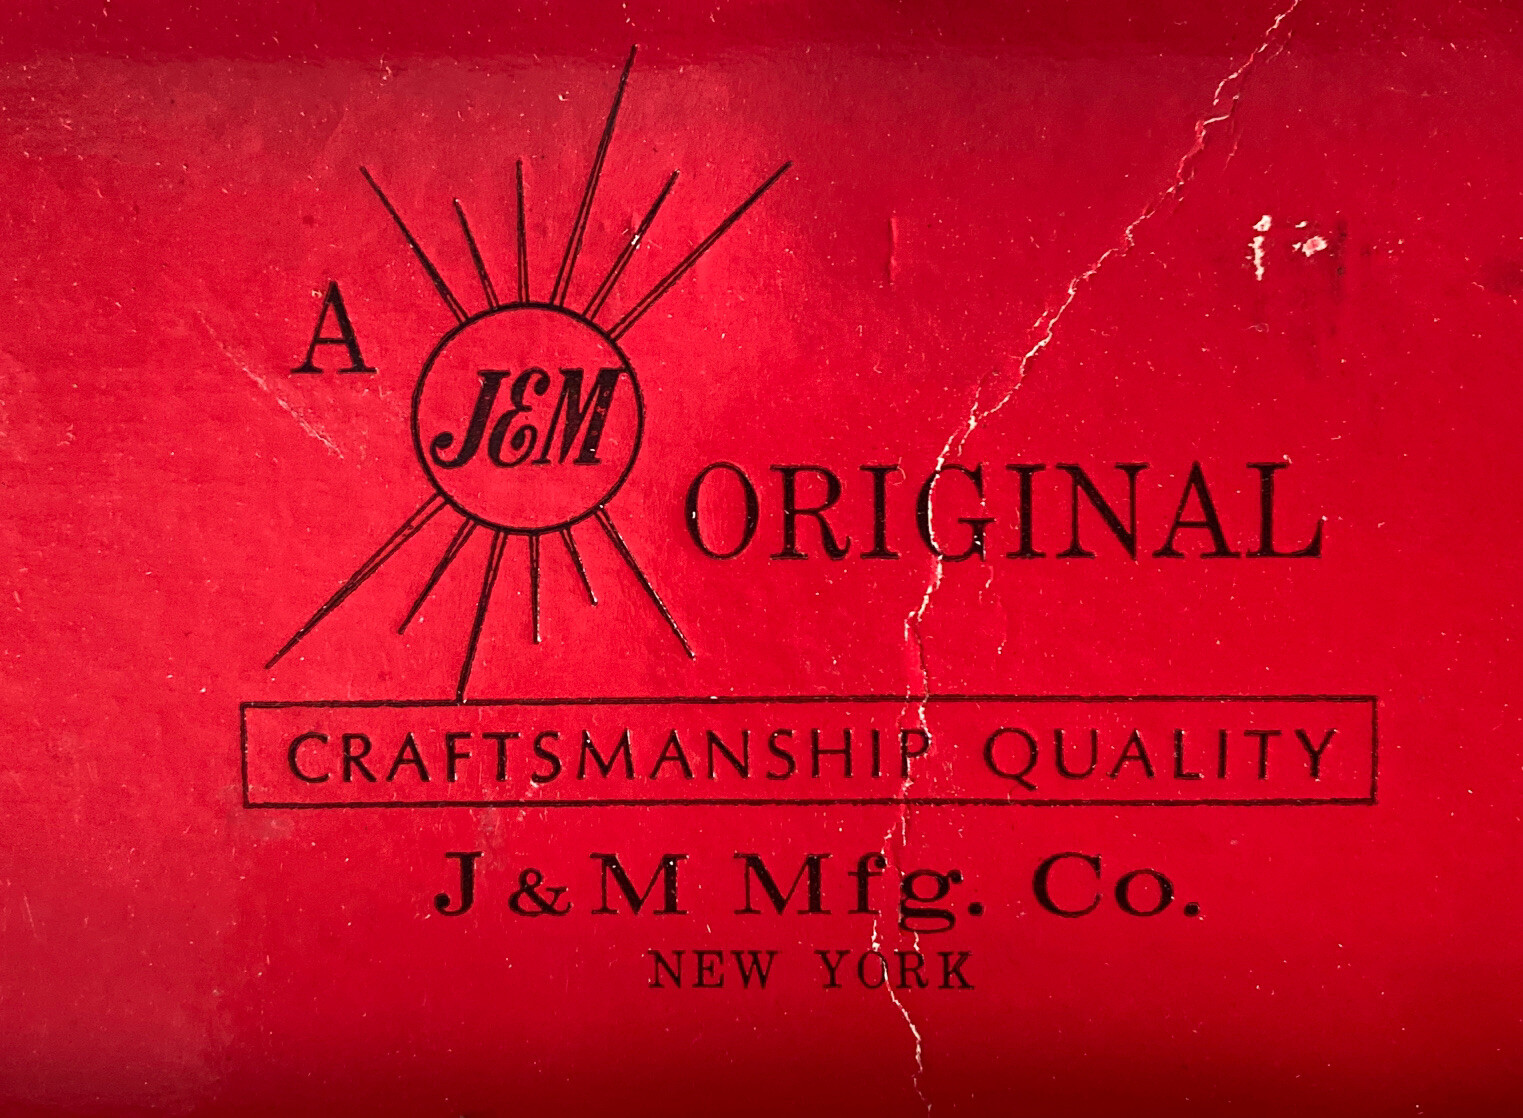 A
J&M
ORIGINAL
CRAFTSMANSHIP QUALITY
J & M Mfg. Co.
NEW YORK